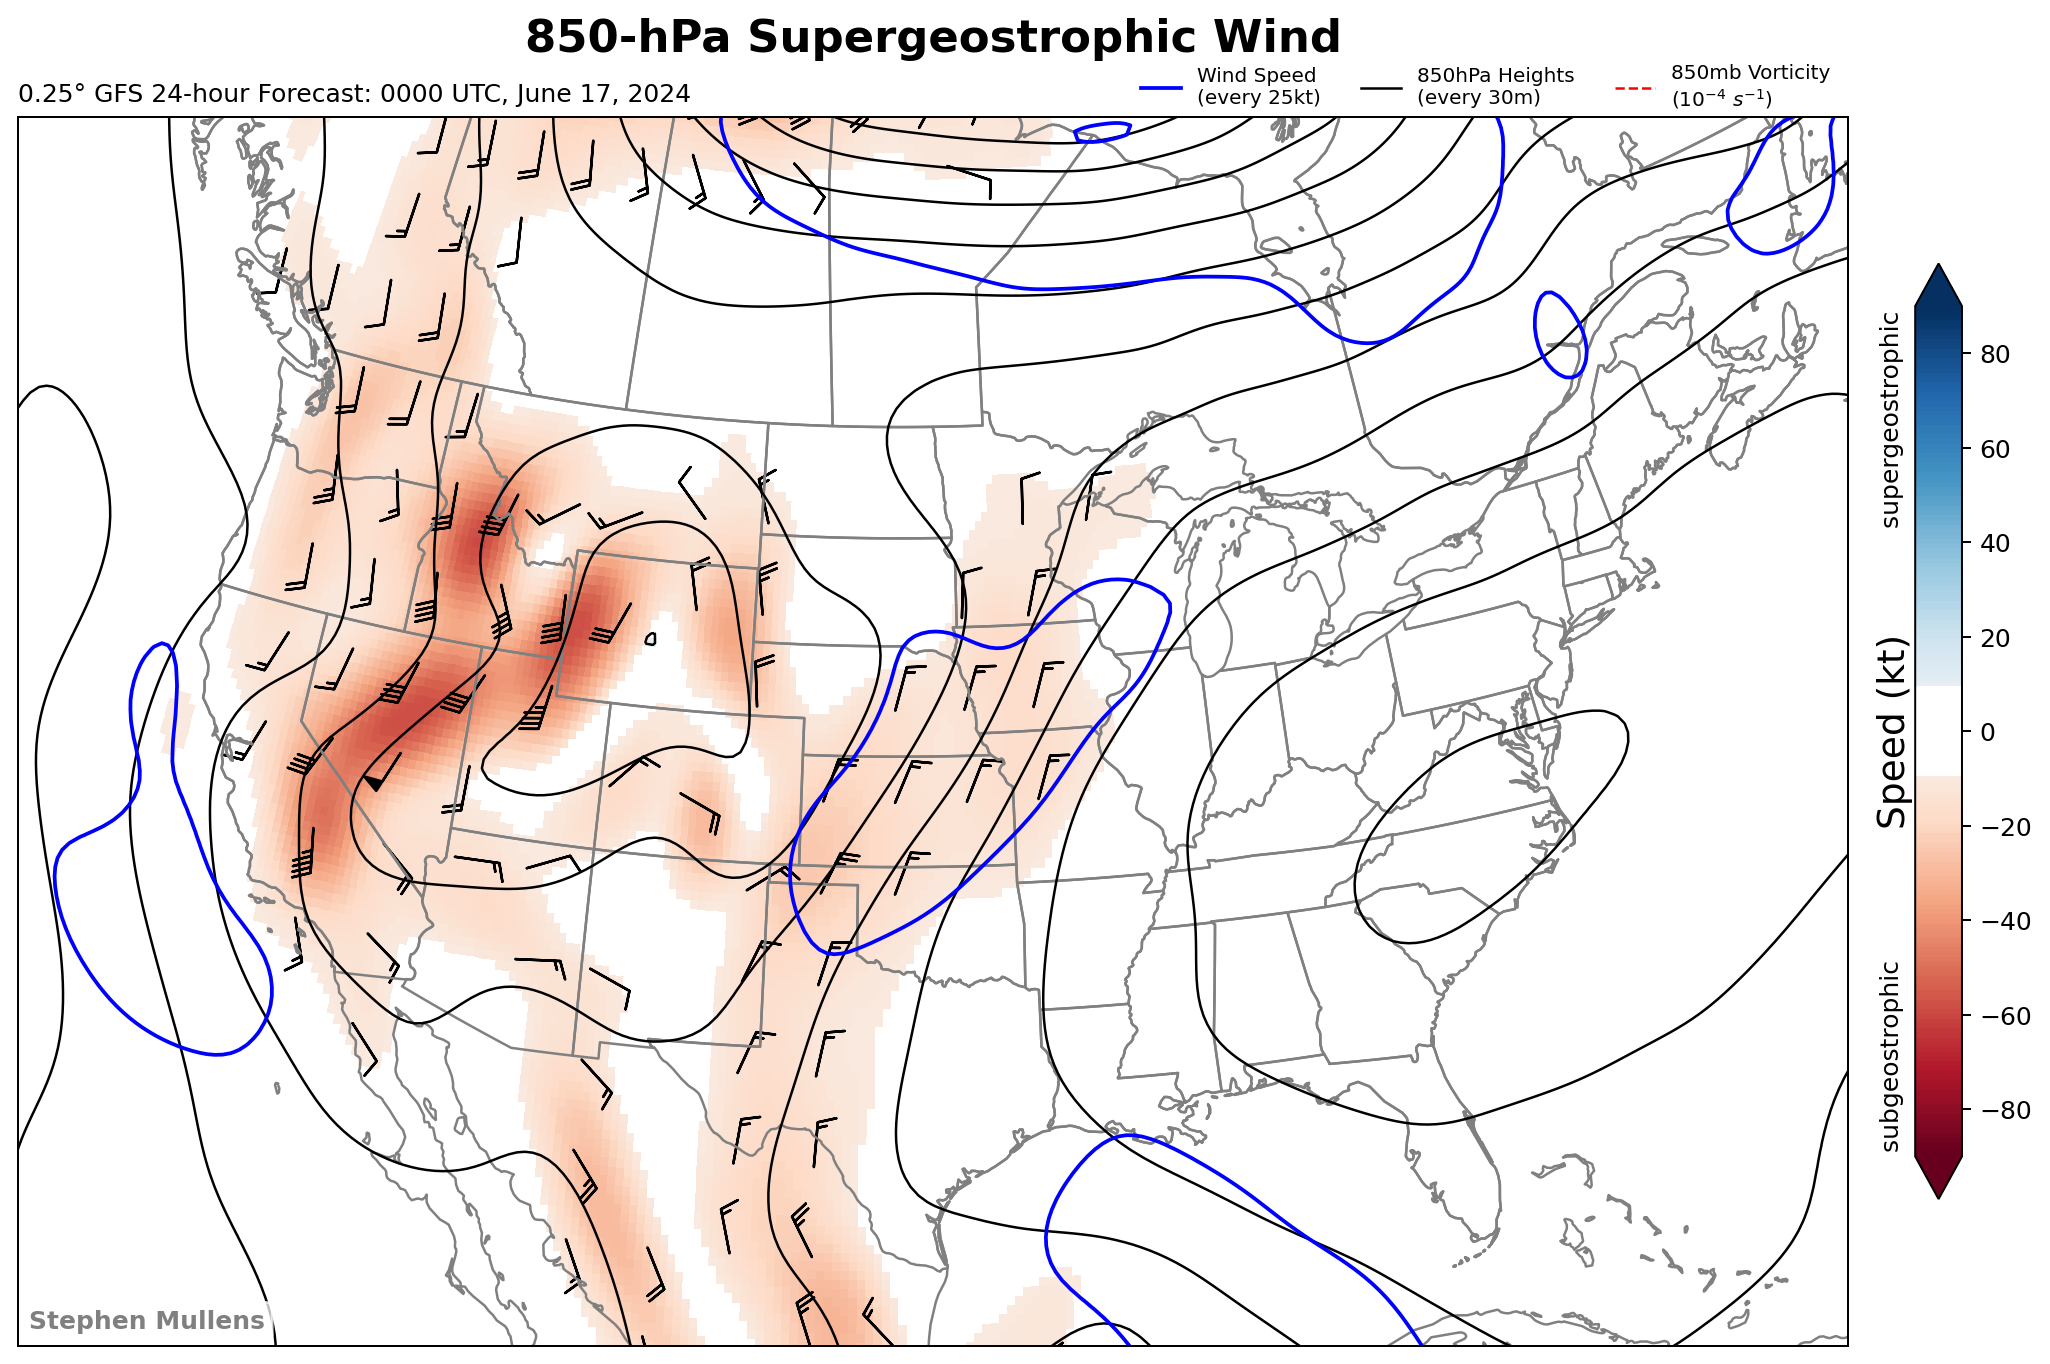 850-hPa Supergeostrophic Wind
0.25° GFS 24-hour Forecast: 0000 UTC, June 17, 2024
Wind Speed
(every 25kt)
850hPa Heights
(every 30m)
850mb Vorticity
(10⁻⁴ s⁻¹)
supergeostrophic
Speed (kt)
subgeostrophic
80
60
40
20
0
−20
−40
−60
−80
Stephen Mullens